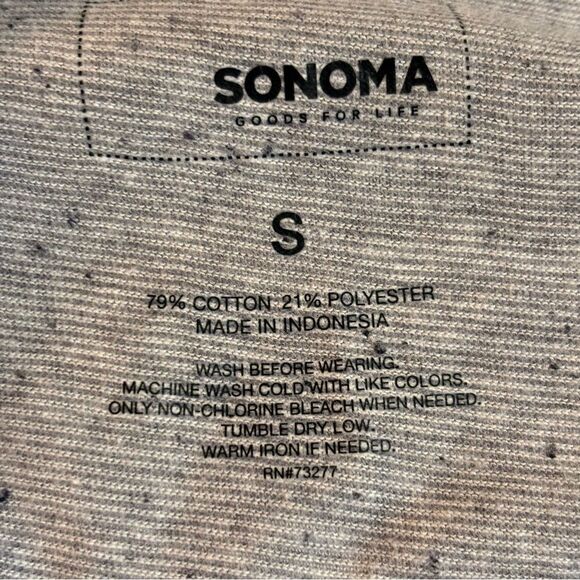 SONOMA
GOODS FOR LIFE
S
79% COTTON 21% POLYESTER
MADE IN INDONESIA
WASH BEFORE WEARING.
MACHINE WASH COLD WITH LIKE COLORS.
ONLY NON-CHLORINE BLEACH WHEN NEEDED.
TUMBLE DRY LOW.
WARM IRON IF NEEDED.
RN#73277